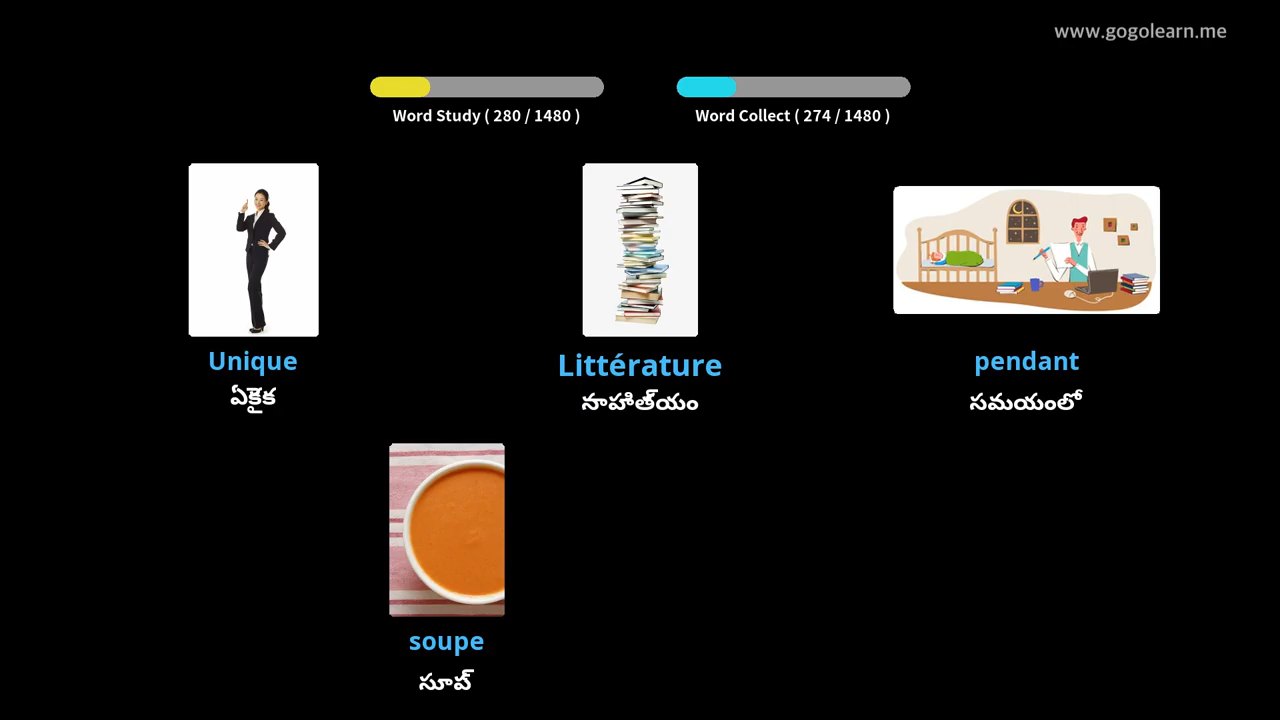 www.gogolearn.me
Word Study ( 280 / 1480 )
Word Collect ( 274 / 1480 )
Unique
ఏకైక
Littérature
సాహిత్యం
pendant
సమయంలో
soupe
సూప్